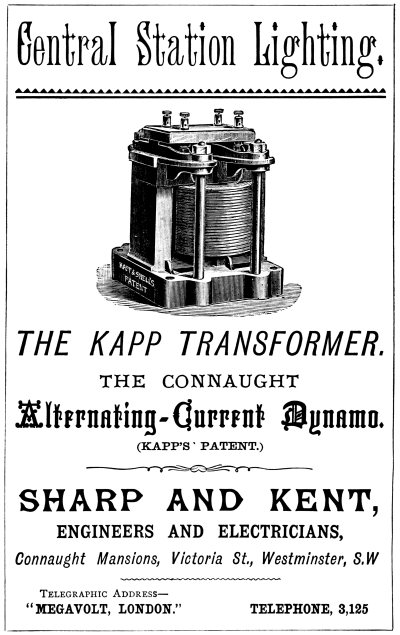 Central Station Lighting.
KAPP & SNELL'S
PATENT
THE KAPP TRANSFORMER.
THE CONNAUGHT
Alternating-Current Dynamo.
(KAPP'S' PATENT.)
SHARP AND KENT,
ENGINEERS AND ELECTRICIANS,
Connaught Mansions, Victoria St., Westminster, S.W
TELEGRAPHIC ADDRESS—
"MEGAVOLT, LONDON." TELEPHONE, 3,125